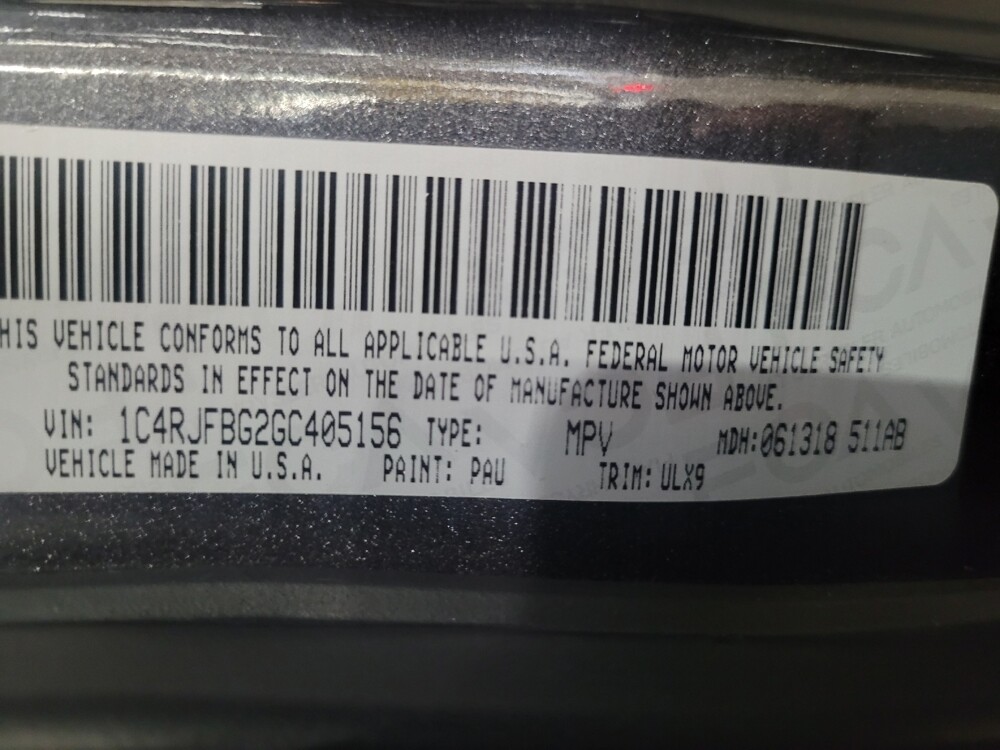 HIS VEHICLE CONFORMS TO ALL APPLICABLE U.S.A. FEDERAL MOTOR VEHICLE SAFETY
STANDARDS IN EFFECT ON THE DATE OF MANUFACTURE SHOWN ABOVE.
VIN: 1C4RJFBG2GC405156 TYPE: MPV MDH:061318 511AB
VEHICLE MADE IN U.S.A. PAINT: PAU TRIM: ULX9